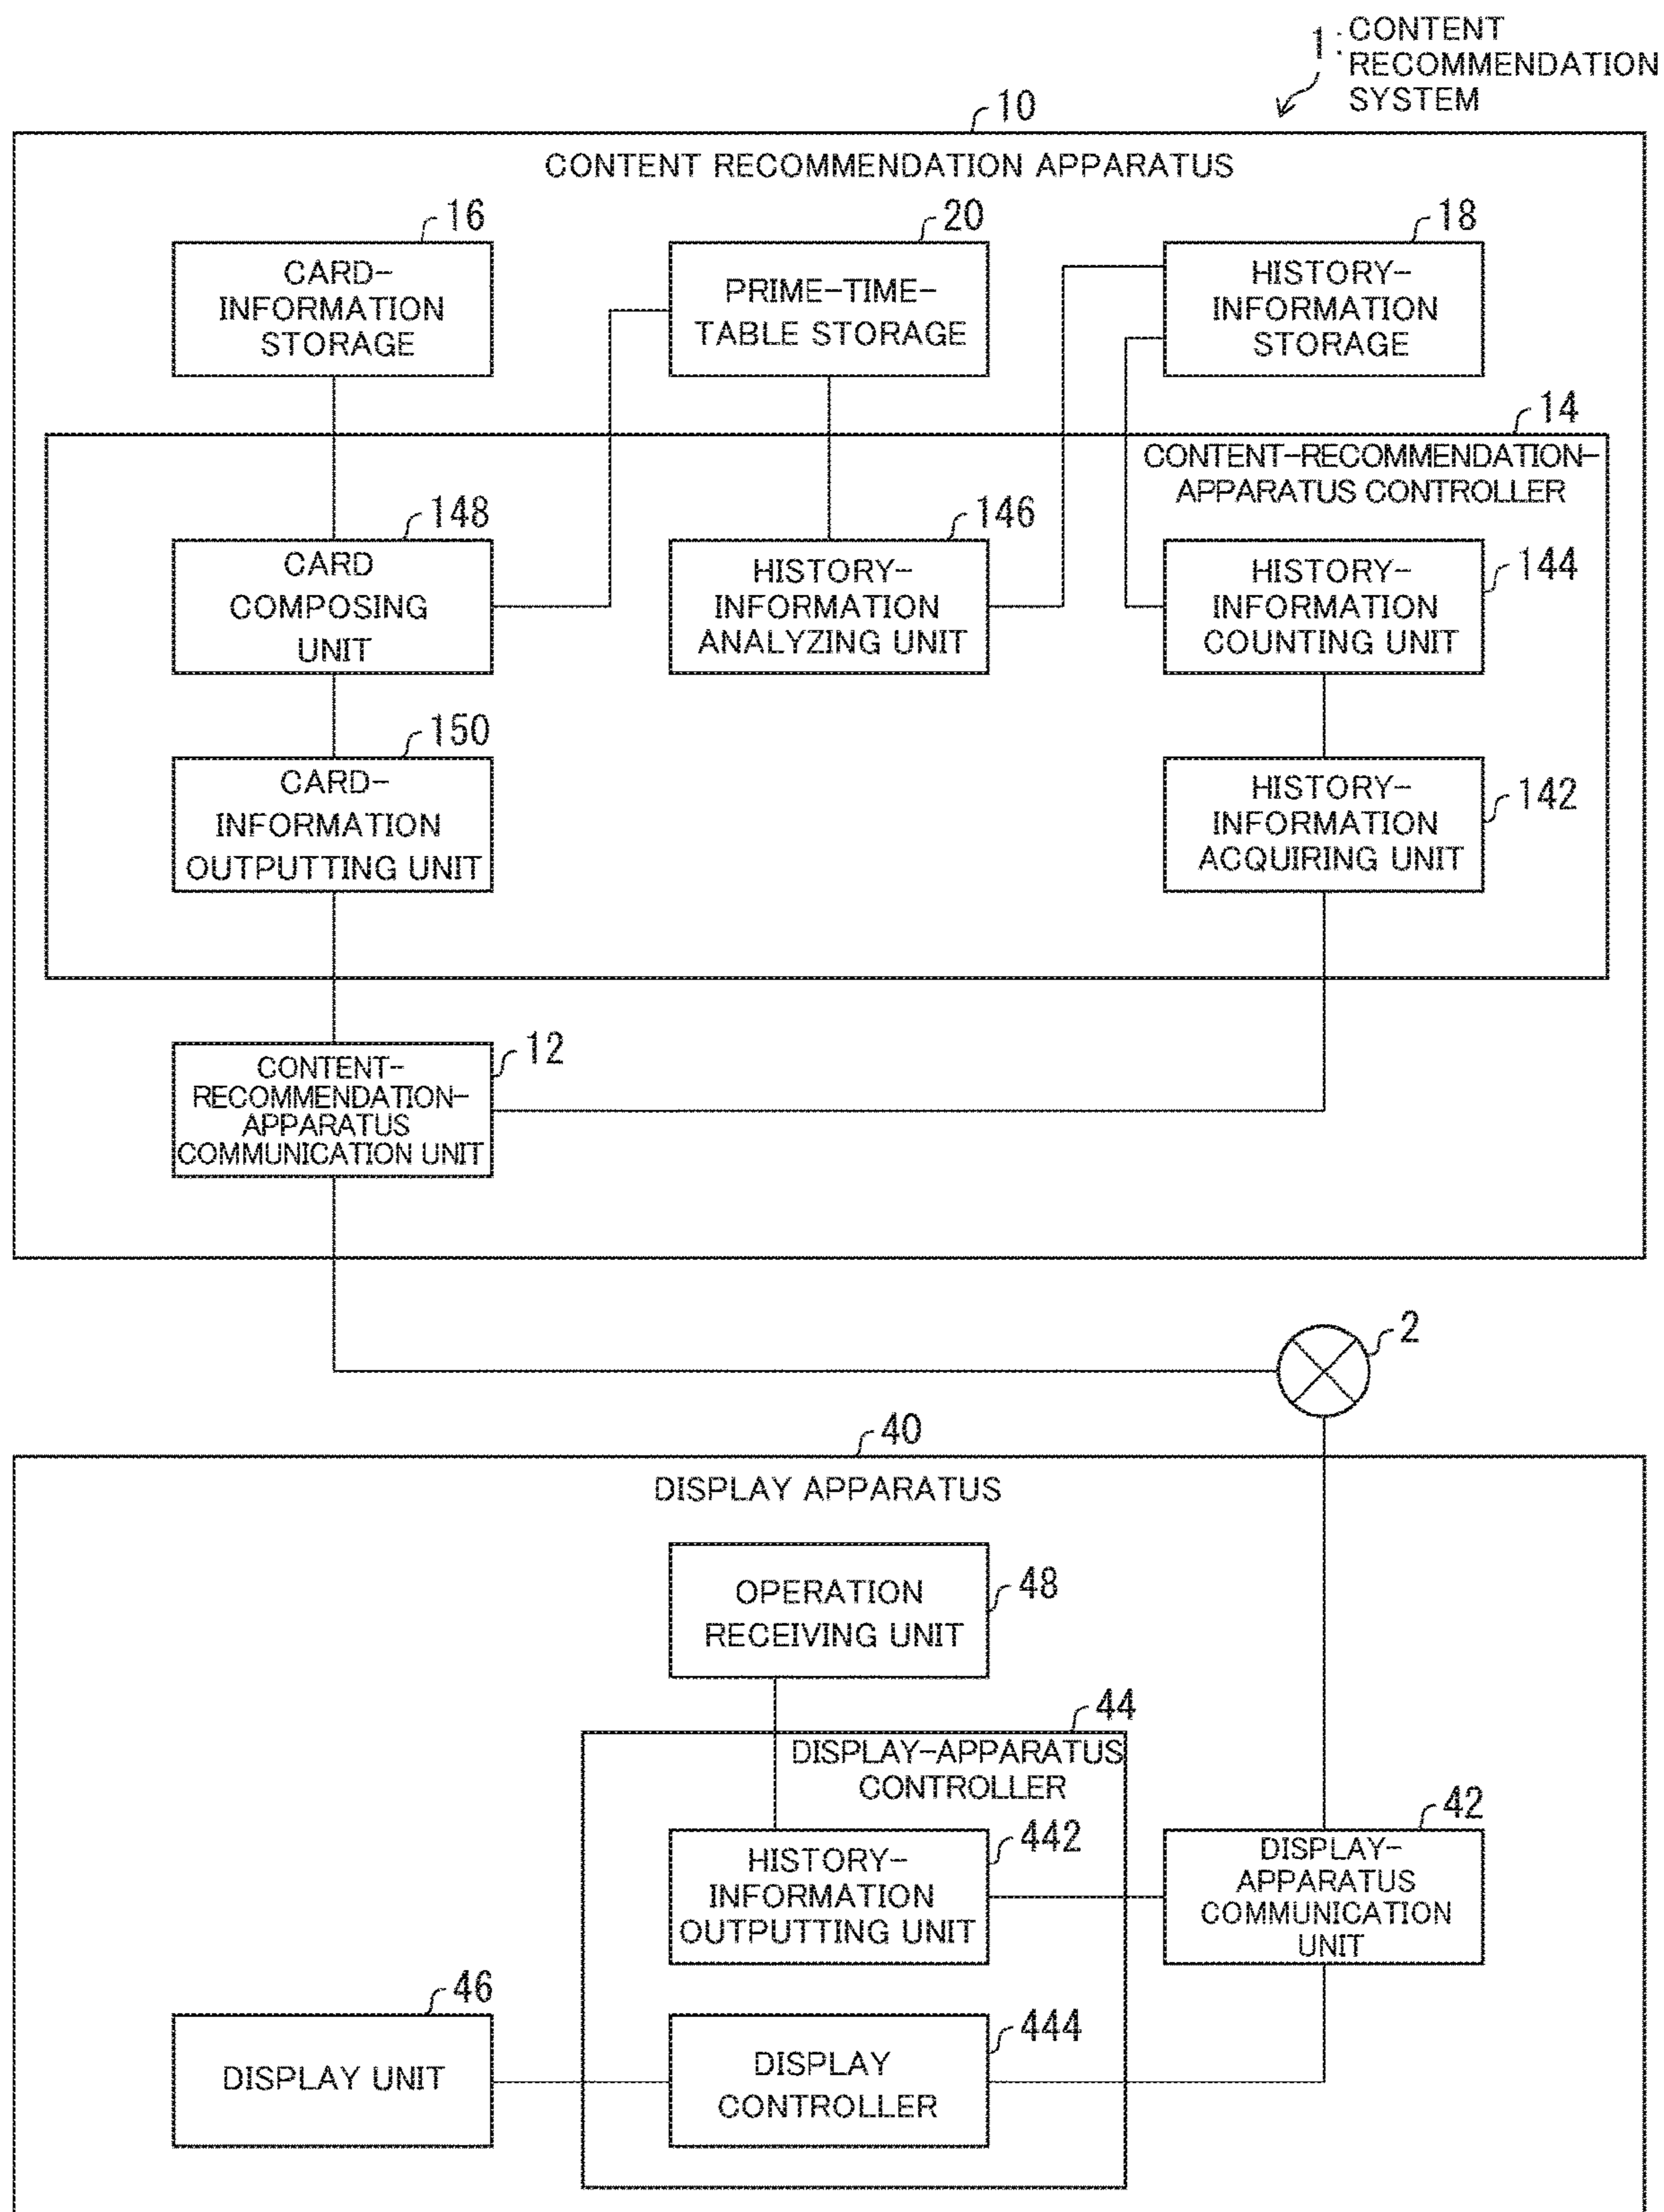 1: CONTENT
RECOMMENDATION
SYSTEM
10
CONTENT RECOMMENDATION APPARATUS
16
CARD-
INFORMATION
STORAGE
20
PRIME-TIME-
TABLE STORAGE
18
HISTORY-
INFORMATION
STORAGE
14
CONTENT-RECOMMENDATION-
APPARATUS CONTROLLER
148
CARD
COMPOSING
UNIT
146
HISTORY-
INFORMATION
ANALYZING UNIT
144
HISTORY-
INFORMATION
COUNTING UNIT
150
CARD-
INFORMATION
OUTPUTTING UNIT
142
HISTORY-
INFORMATION
ACQUIRING UNIT
12
CONTENT-
RECOMMENDATION-
APPARATUS
COMMUNICATION UNIT
2
40
DISPLAY APPARATUS
48
OPERATION
RECEIVING UNIT
44
DISPLAY-APPARATUS
CONTROLLER
442
HISTORY-
INFORMATION
OUTPUTTING UNIT
42
DISPLAY-
APPARATUS
COMMUNICATION
UNIT
46
DISPLAY UNIT
444
DISPLAY
CONTROLLER